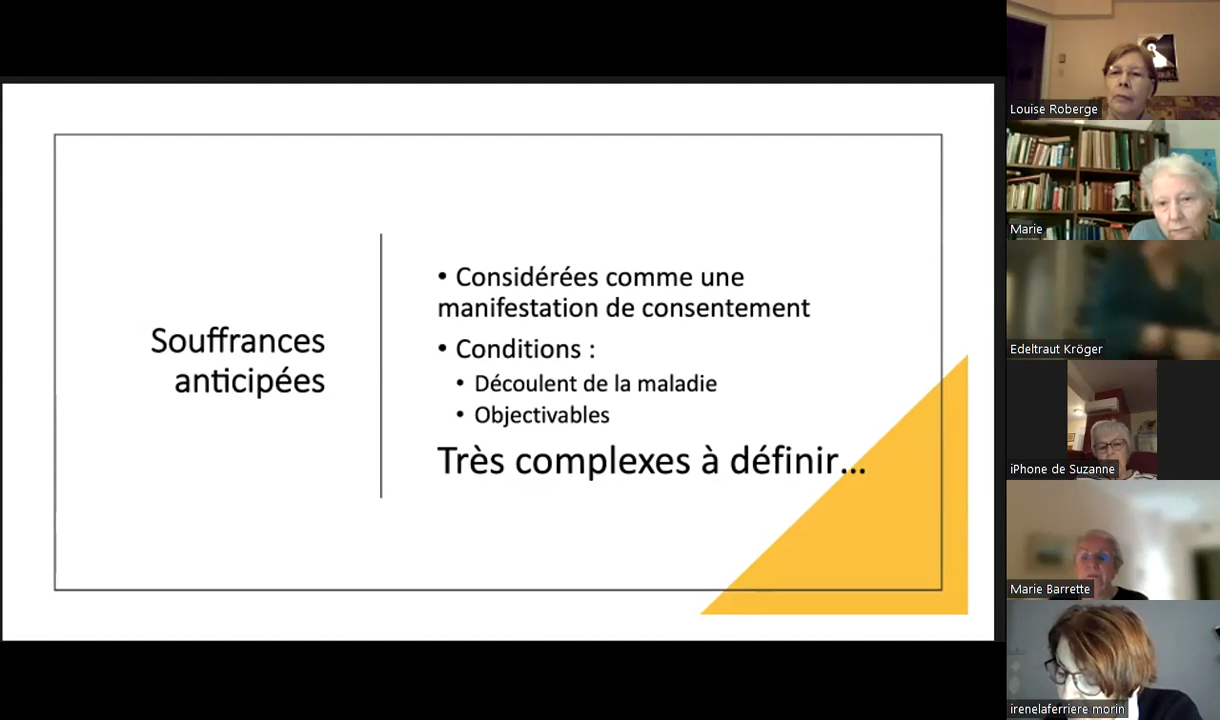 Souffrances
anticipées
• Considérées comme une
manifestation de consentement
• Conditions :
• Découlent de la maladie
• Objectivables
Très complexes à définir...
Louise Roberge
Marie
Edeltraut Kröger
iPhone de Suzanne
Marie Barrette
irenelaferriere morin